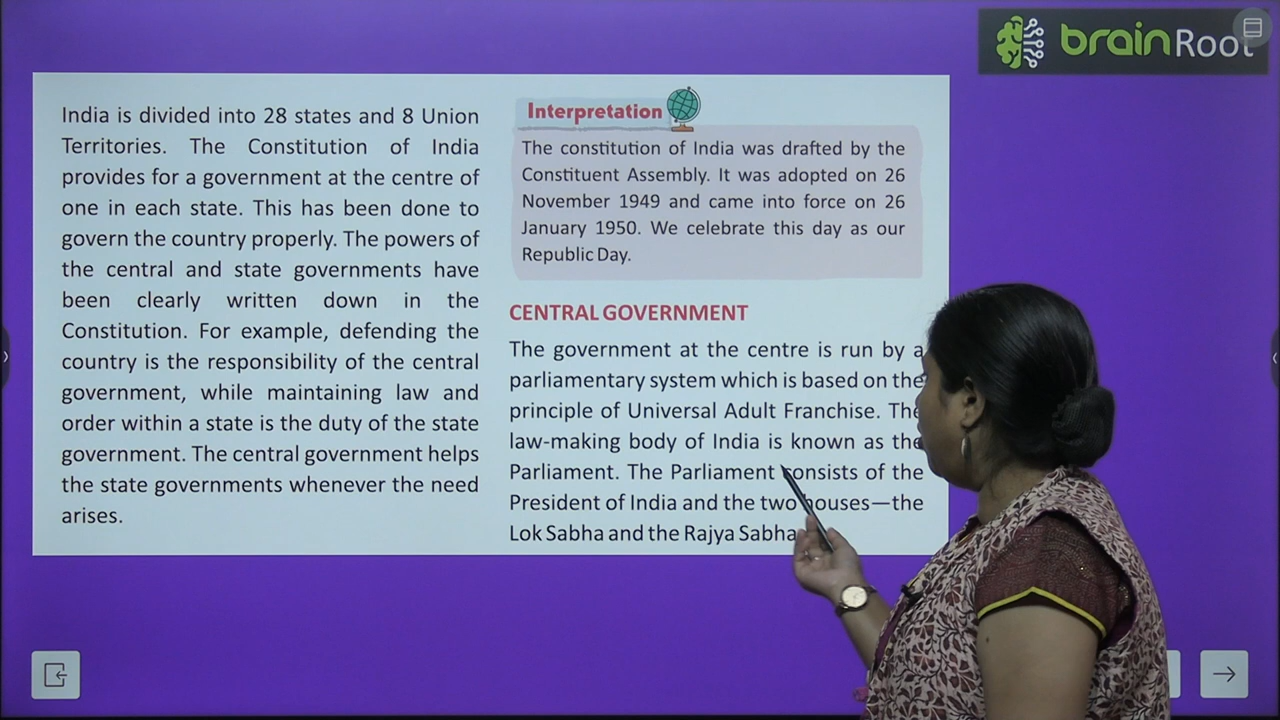 brainRoot
India is divided into 28 states and 8 Union
Territories. The Constitution of India
provides for a government at the centre of
one in each state. This has been done to
govern the country properly. The powers of
the central and state governments have
been clearly written down in the
Constitution. For example, defending the
country is the responsibility of the central
government, while maintaining law and
order within a state is the duty of the state
government. The central government helps
the state governments whenever the need
arises.
Interpretation
The constitution of India was drafted by the
Constituent Assembly. It was adopted on 26
November 1949 and came into force on 26
January 1950. We celebrate this day as our
Republic Day.
CENTRAL GOVERNMENT
The government at the centre is run by a
parliamentary system which is based on the
principle of Universal Adult Franchise. The
law-making body of India is known as the
Parliament. The Parliament consists of the
President of India and the two houses—the
Lok Sabha and the Rajya Sabha